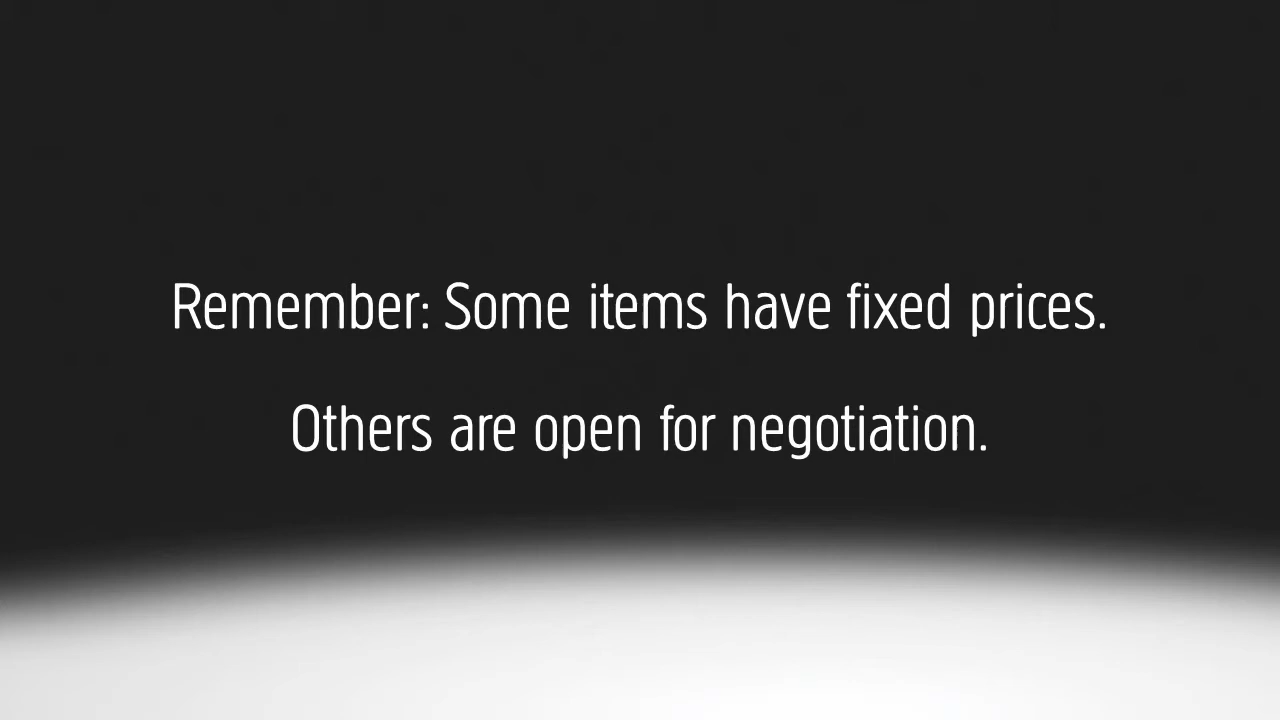 Remember: Some items have fixed prices.
Others are open for negotiation.